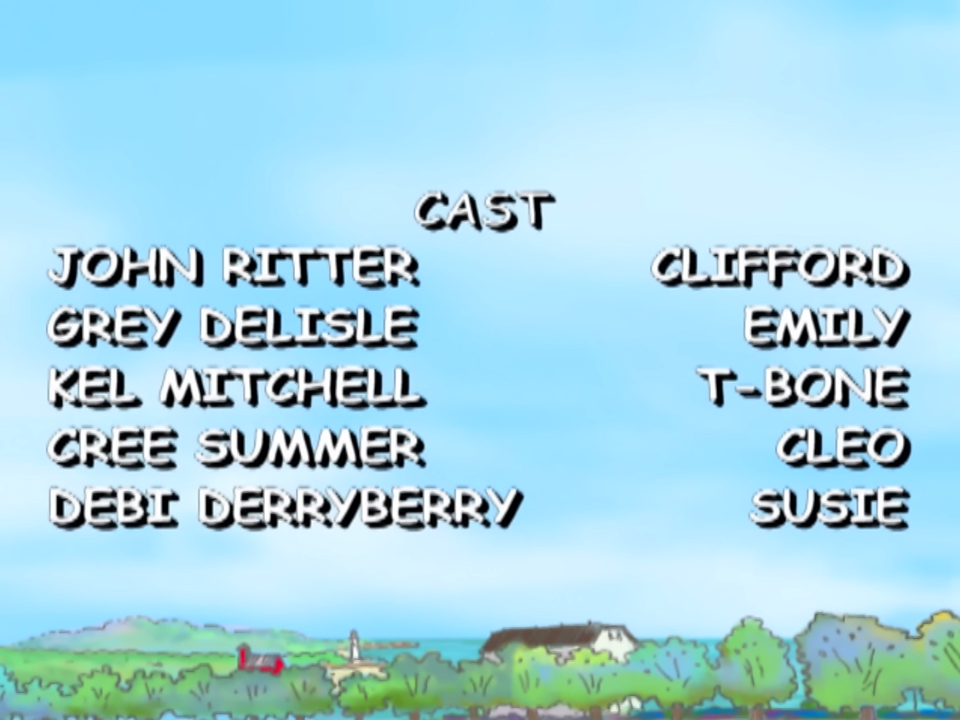 CAST
JOHN RITTER CLIFFORD
GREY DELISLE EMILY
KEL MITCHELL T-BONE
CREE SUMMER CLEO
DEBI DERRYBERRY SUSIE